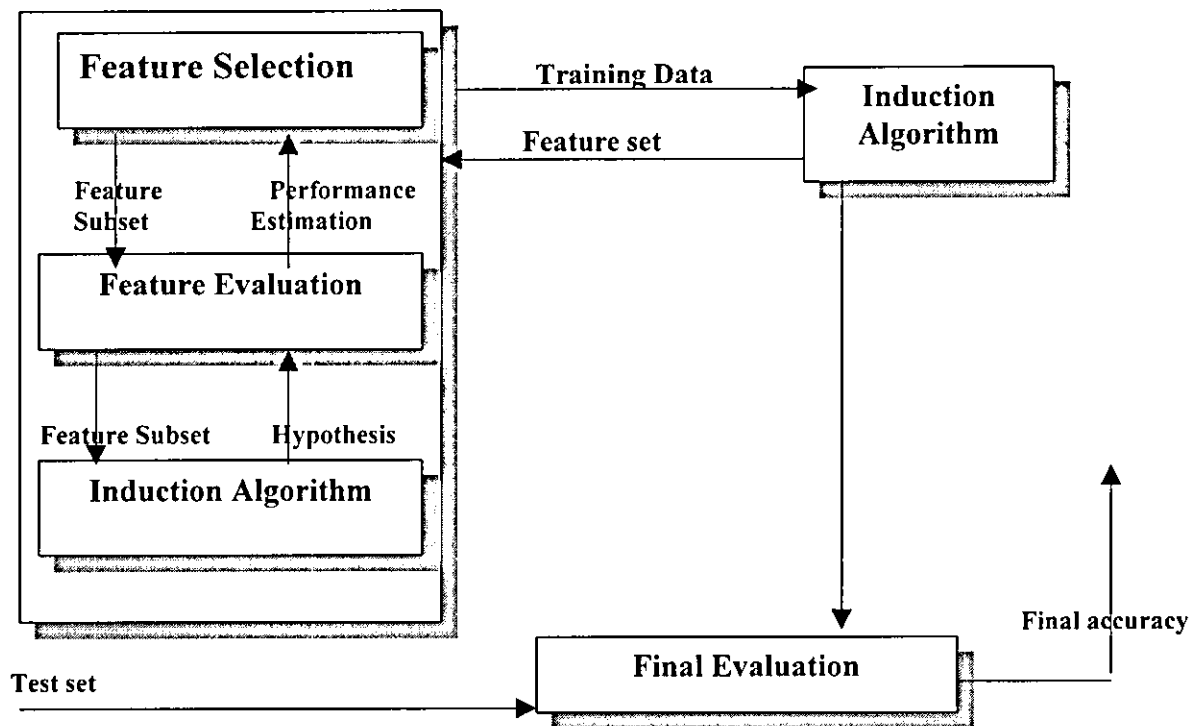 Feature Selection
Training Data
Induction
Algorithm
Feature set
Feature
Subset
Performance
Estimation
Feature Evaluation
Feature Subset
Hypothesis
Induction Algorithm
Final accuracy
Final Evaluation
Test set